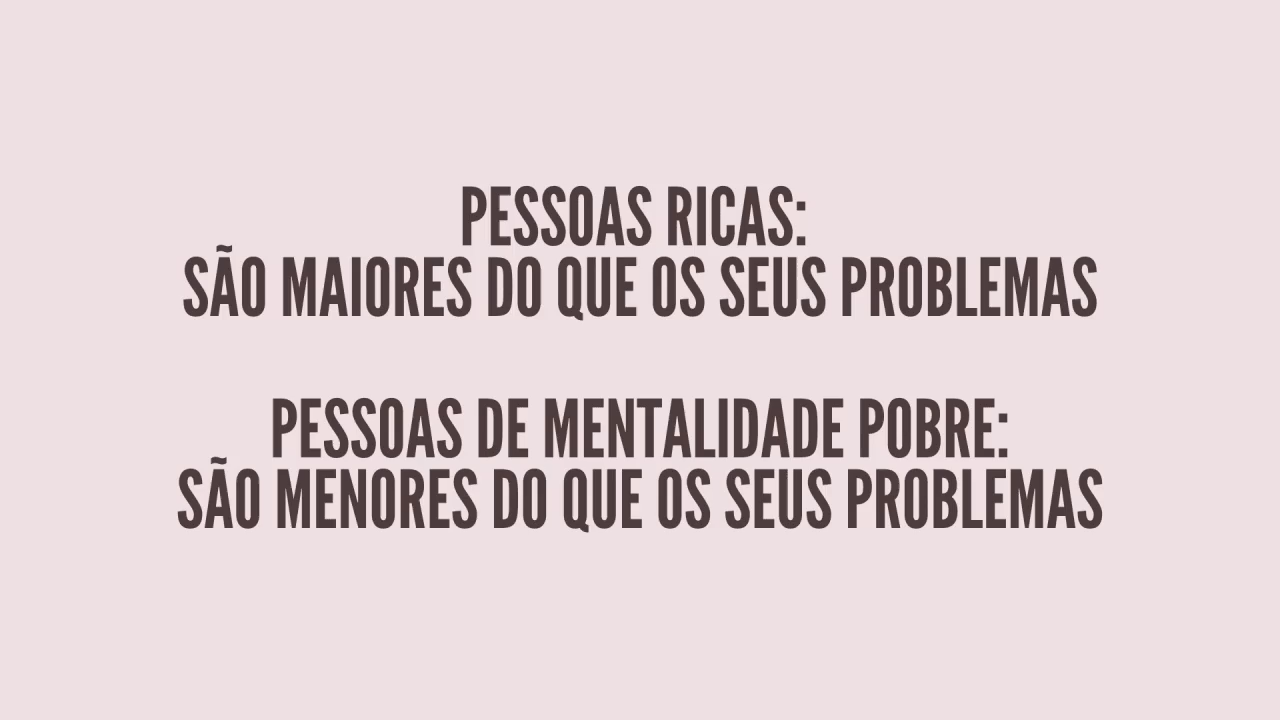 PESSOAS RICAS:
SÃO MAIORES DO QUE OS SEUS PROBLEMAS
PESSOAS DE MENTALIDADE POBRE:
SÃO MENORES DO QUE OS SEUS PROBLEMAS